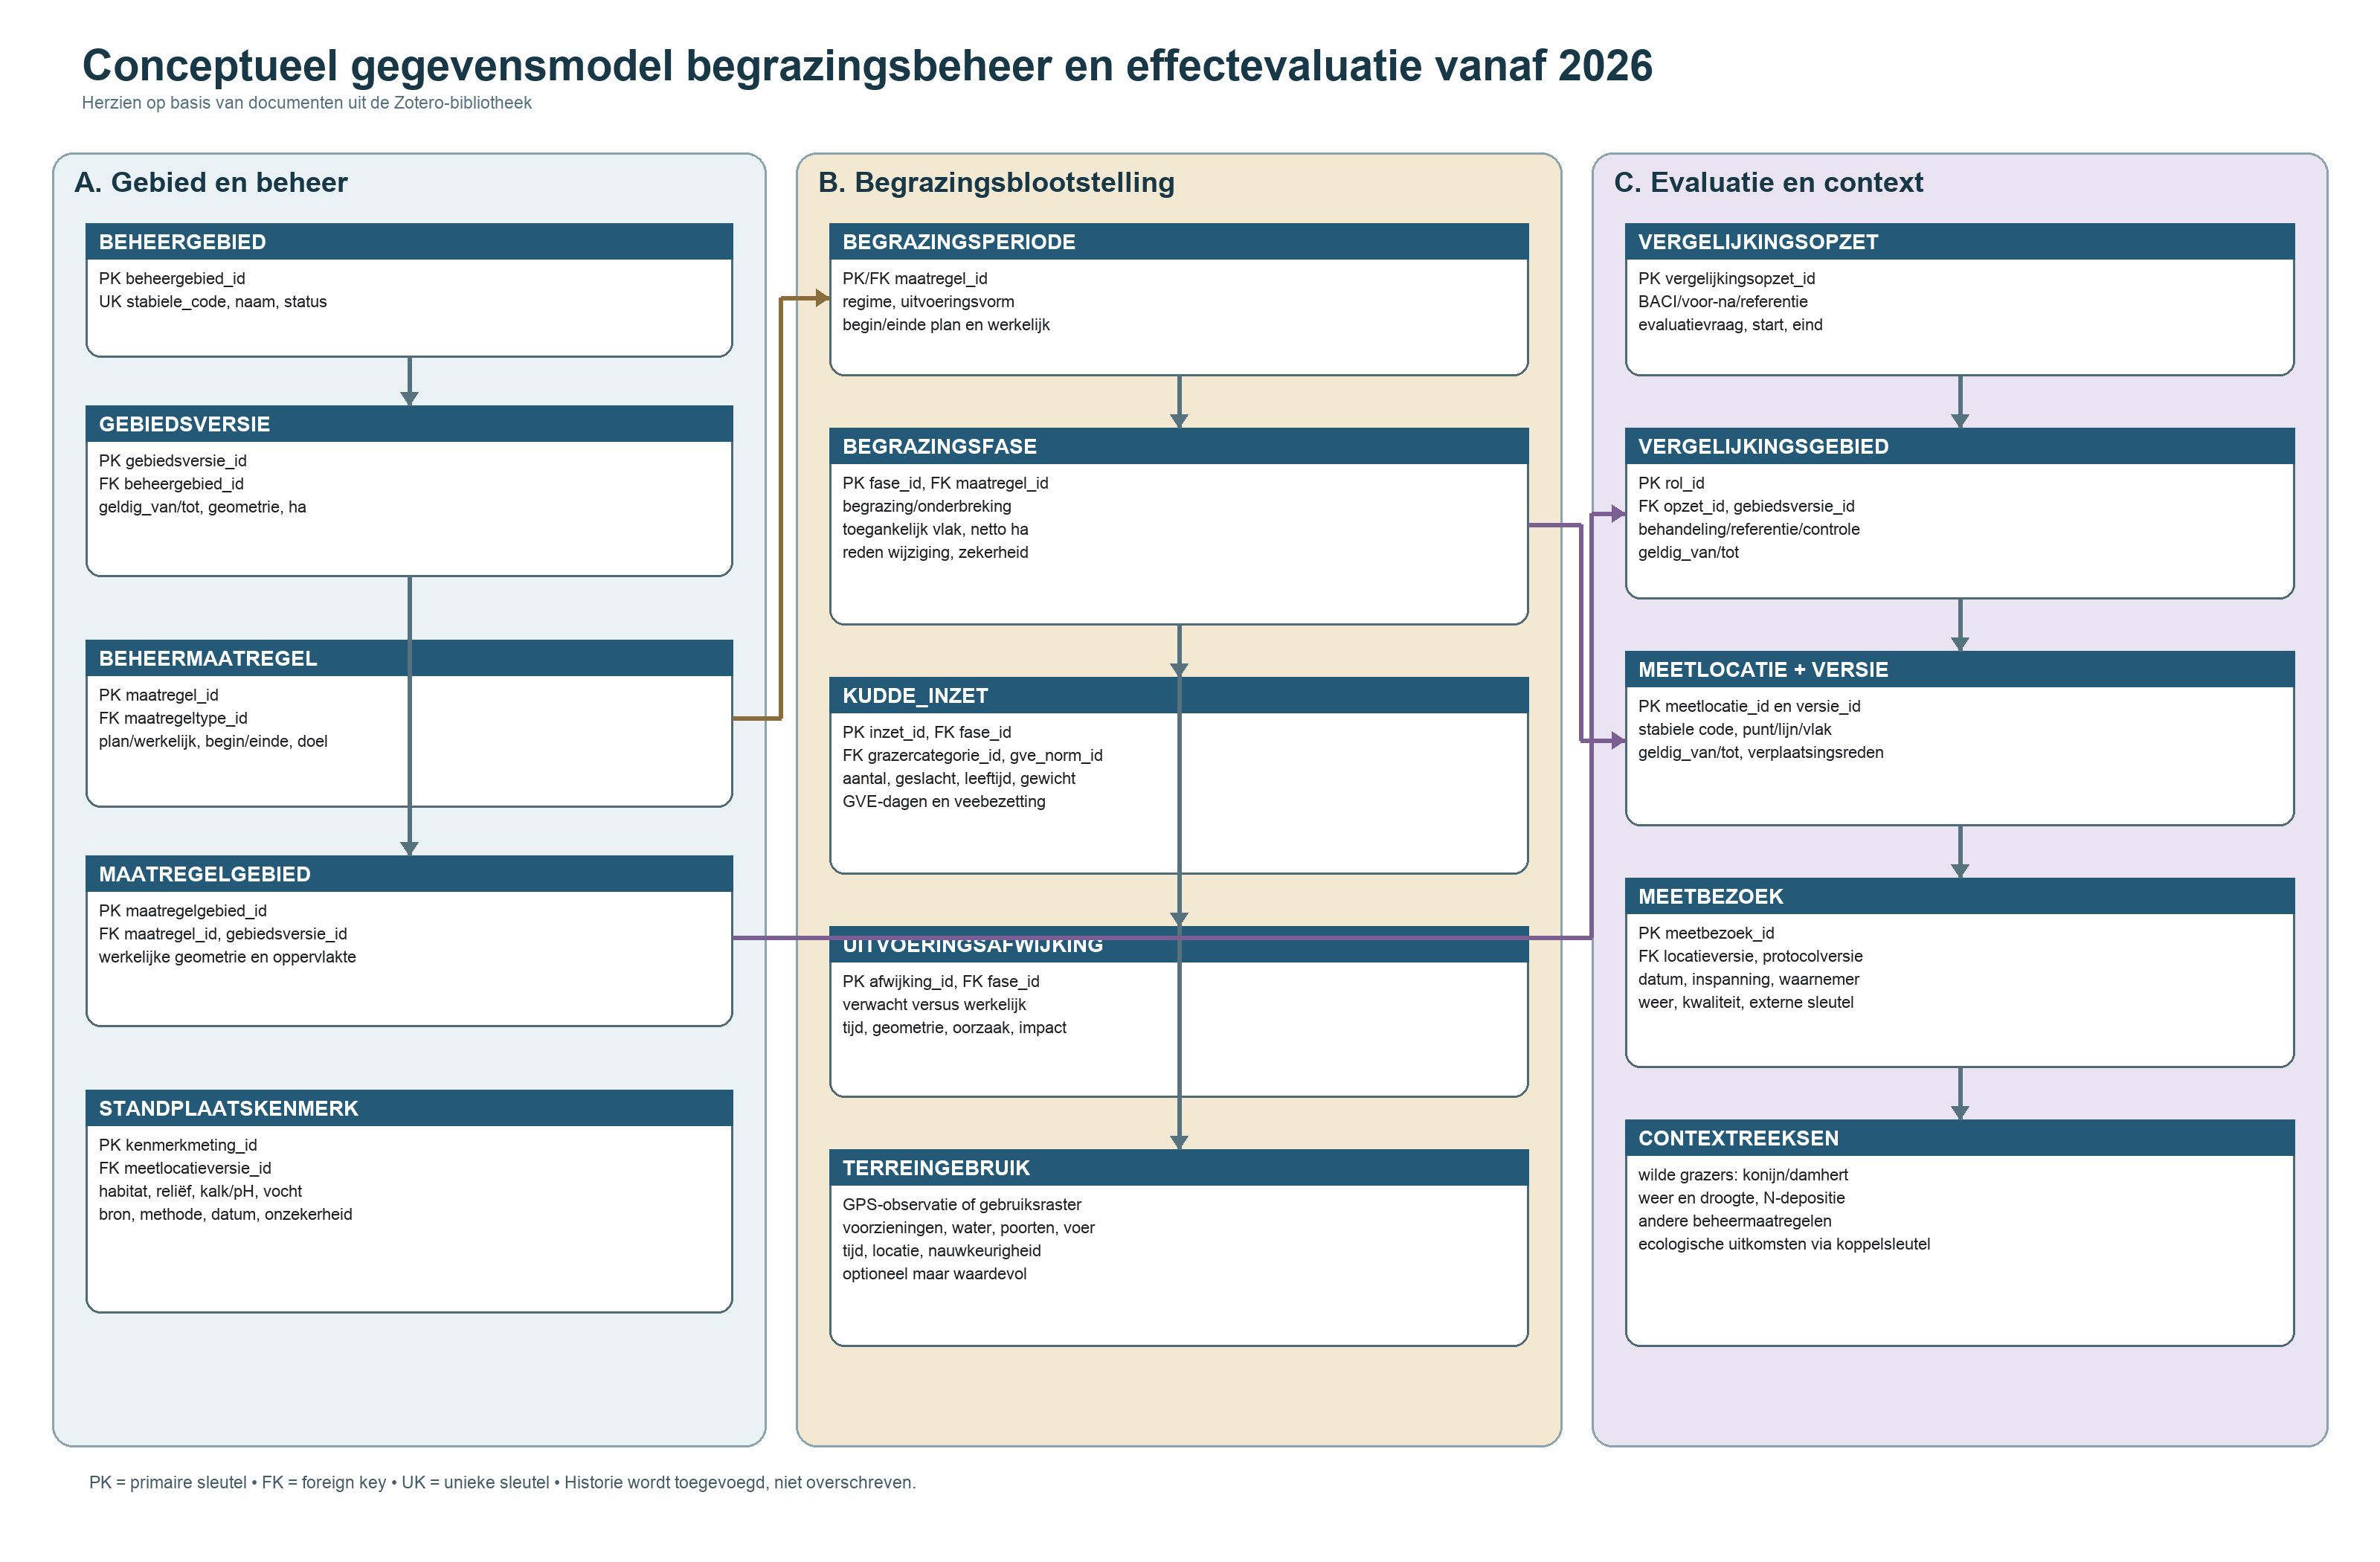 Conceptueel gegevensmodel begrazingsbeheer en effectevaluatie vanaf 2026
Herzien op basis van documenten uit de Zotero-bibliotheek
A. Gebied en beheer
BEHEERGEBIED
PK beheergebied_id
UK stabiele_code, naam, status
GEBIEDSVERSIE
PK gebiedsversie_id
FK beheergebied_id
geldig_van/tot, geometrie, ha
BEHEERMAATREGEL
PK maatregel_id
FK maatregeltype_id
plan/werkelijk, begin/einde, doel
MAATREGELGEBIED
PK maatregelgebied_id
FK maatregel_id, gebiedsversie_id
werkelijke geometrie en oppervlakte
STANDPLAATSKENMERK
PK kenmerkmeting_id
FK meetlocatieversie_id
habitat, reliëf, kalk/pH, vocht
bron, methode, datum, onzekerheid
B. Begrazingsblootstelling
BEGRAZINGSPERIODE
PK/FK maatregel_id
regime, uitvoeringsvorm
begin/einde plan en werkelijk
BEGRAZINGSFASE
PK fase_id, FK maatregel_id
begrazing/onderbreking
toegankelijk vlak, netto ha
reden wijziging, zekerheid
KUDDE_INZET
PK inzet_id, FK fase_id
FK grazercategorie_id, gve_norm_id
aantal, geslacht, leeftijd, gewicht
GVE-dagen en veebezetting
UITVOERINGSAFWIJKING
PK afwijking_id, FK fase_id
verwacht versus werkelijk
tijd, geometrie, oorzaak, impact
TERREINGEBRUIK
GPS-observatie of gebruiksraster
voorzieningen, water, poorten, voer
tijd, locatie, nauwkeurigheid
optioneel maar waardevol
C. Evaluatie en context
VERGELIJKINGSOPZET
PK vergelijkingsopzet_id
BACI/voor-na/referentie
evaluatievraag, start, eind
VERGELIJKINGSGEBIED
PK rol_id
FK opzet_id, gebiedsversie_id
behandeling/referentie/controle
geldig_van/tot
MEETLOCATIE + VERSIE
PK meetlocatie_id en versie_id
stabiele code, punt/lijn/vlak
geldig_van/tot, verplaatsingsreden
MEETBEZOEK
PK meetbezoek_id
FK locatieversie, protocolversie
datum, inspanning, waarnemer
weer, kwaliteit, externe sleutel
CONTEXTREEKSEN
wilde grazers: konijn/damhert
weer en droogte, N-depositie
andere beheermaatregelen
ecologische uitkomsten via koppelsleutel
PK = primaire sleutel • FK = foreign key • UK = unieke sleutel • Historie wordt toegevoegd, niet overschreven.